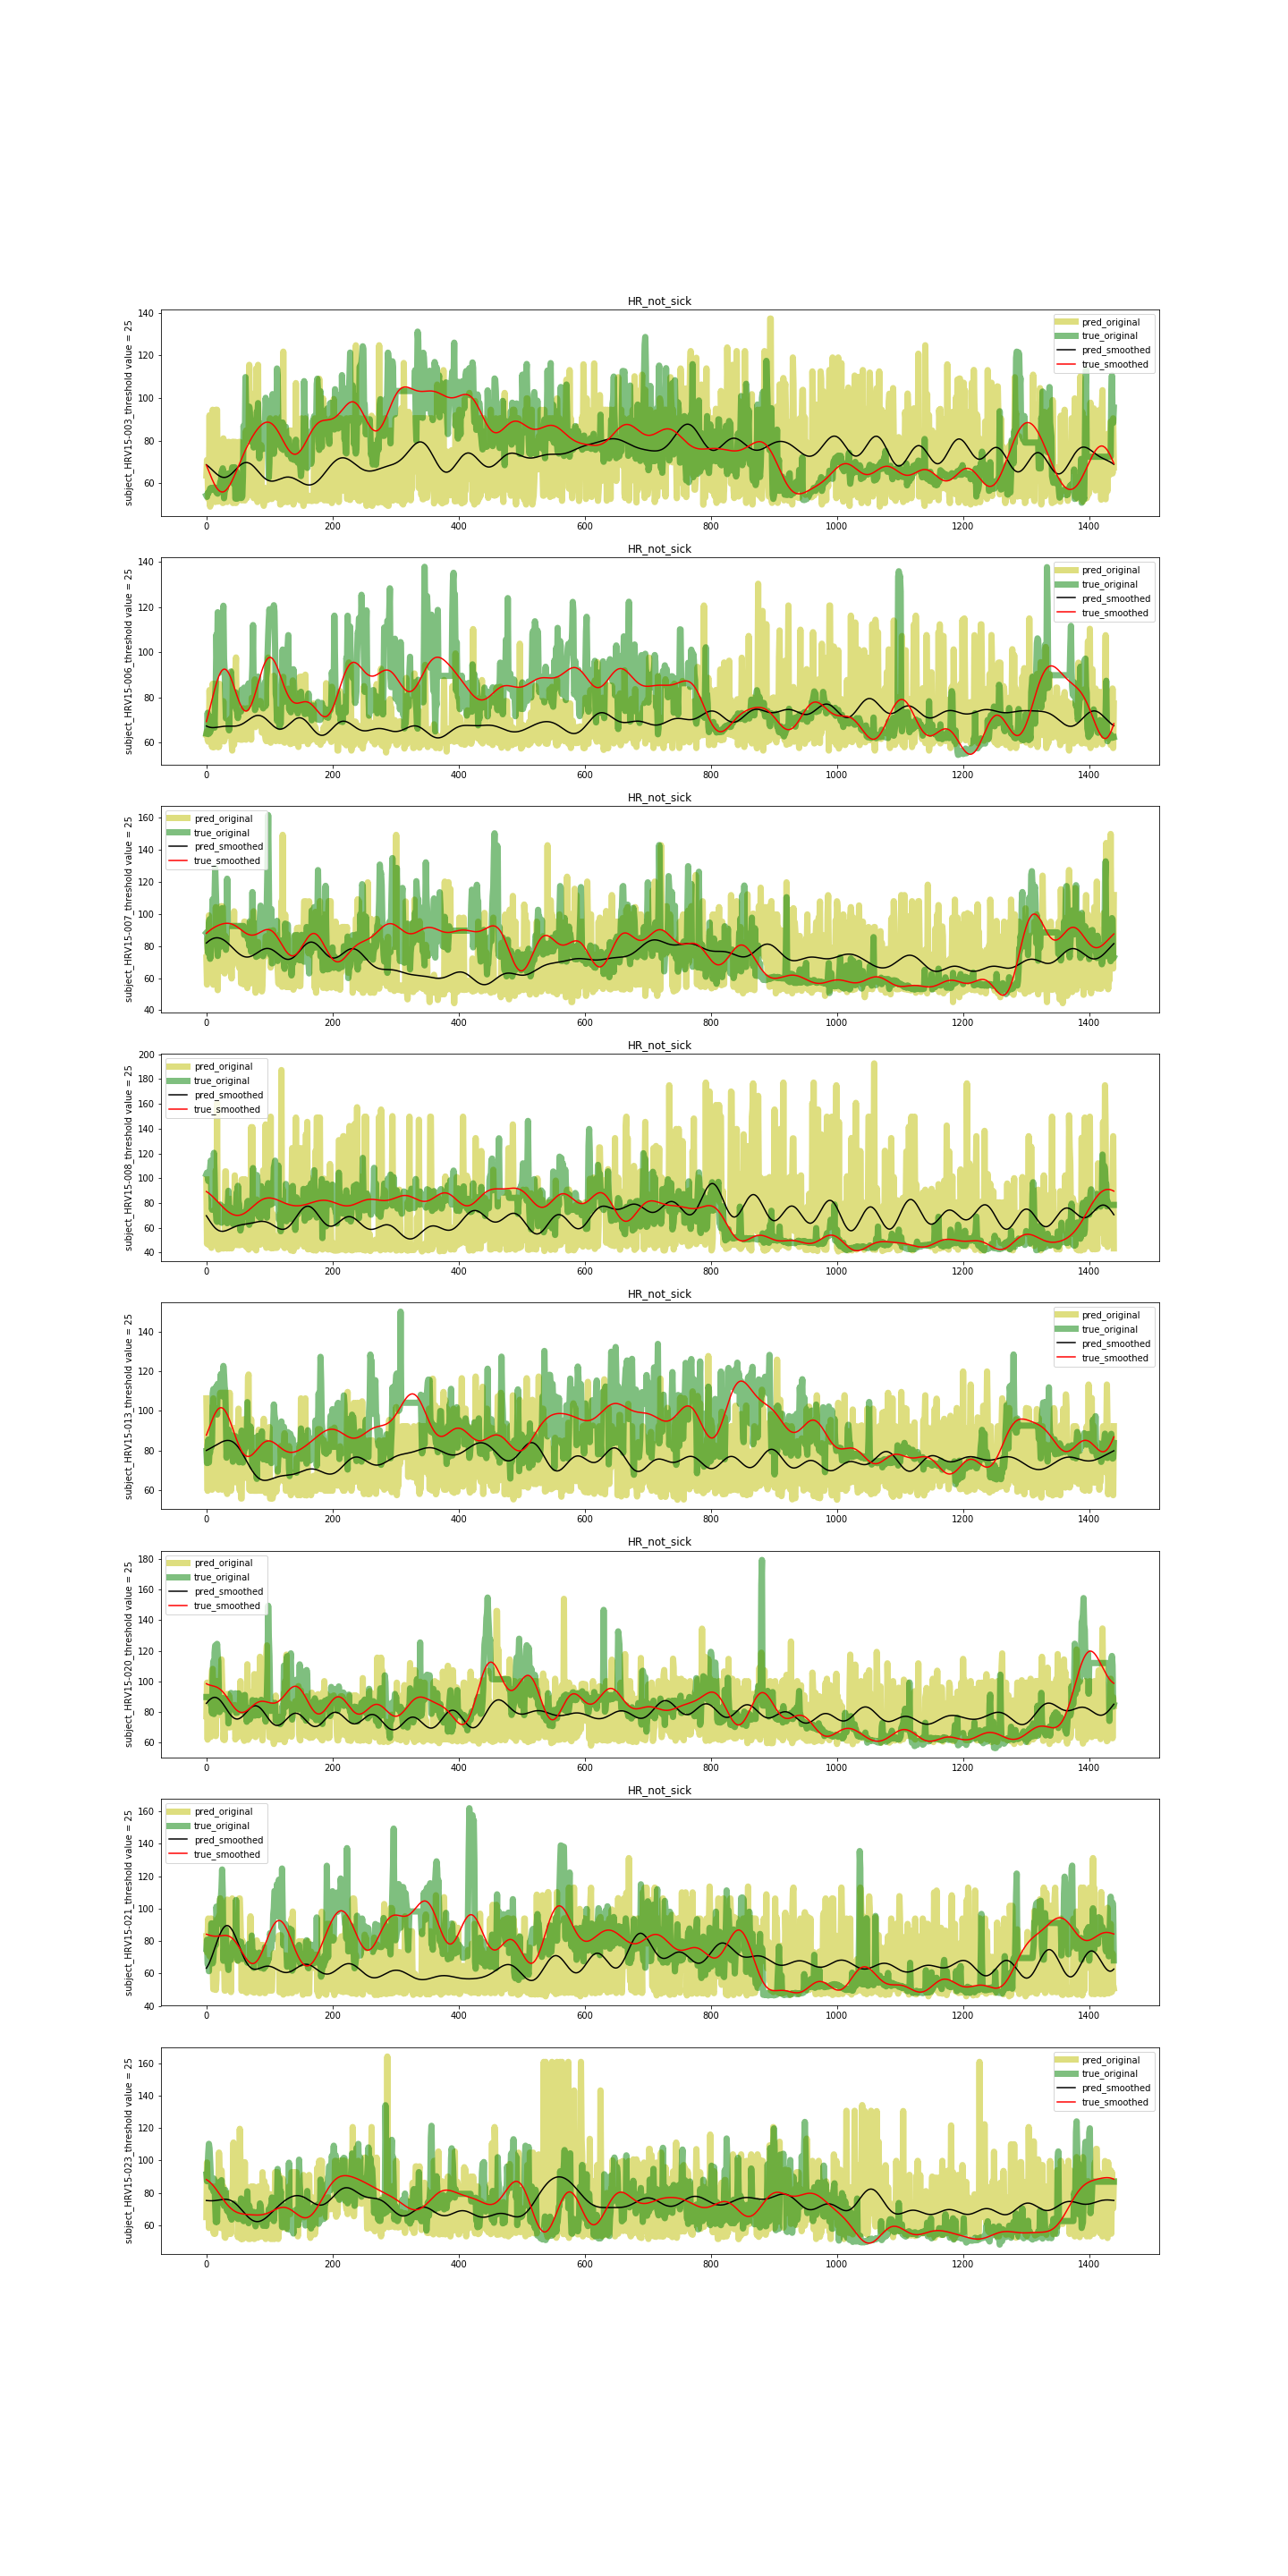 HR_not_sick
subject_HRV15-003_threshold value = 25
140
120
100
80
60
pred_original
true_original
pred_smoothed
true_smoothed
0 200 400 600 800 1000 1200 1400
HR_not_sick
subject_HRV15-006_threshold value = 25
140
120
100
80
60
pred_original
true_original
pred_smoothed
true_smoothed
0 200 400 600 800 1000 1200 1400
HR_not_sick
subject_HRV15-007_threshold value = 25
160
140
120
100
80
60
40
pred_original
true_original
pred_smoothed
true_smoothed
0 200 400 600 800 1000 1200 1400
HR_not_sick
subject_HRV15-008_threshold value = 25
200
180
160
140
120
100
80
60
40
pred_original
true_original
pred_smoothed
true_smoothed
0 200 400 600 800 1000 1200 1400
HR_not_sick
subject_HRV15-013_threshold value = 25
140
120
100
80
60
pred_original
true_original
pred_smoothed
true_smoothed
0 200 400 600 800 1000 1200 1400
HR_not_sick
subject_HRV15-020_threshold value = 25
180
160
140
120
100
80
60
pred_original
true_original
pred_smoothed
true_smoothed
0 200 400 600 800 1000 1200 1400
HR_not_sick
subject_HRV15-021_threshold value = 25
160
140
120
100
80
60
40
pred_original
true_original
pred_smoothed
true_smoothed
0 200 400 600 800 1000 1200 1400
subject_HRV15-023_threshold value = 25
160
140
120
100
80
60
pred_original
true_original
pred_smoothed
true_smoothed
0 200 400 600 800 1000 1200 1400